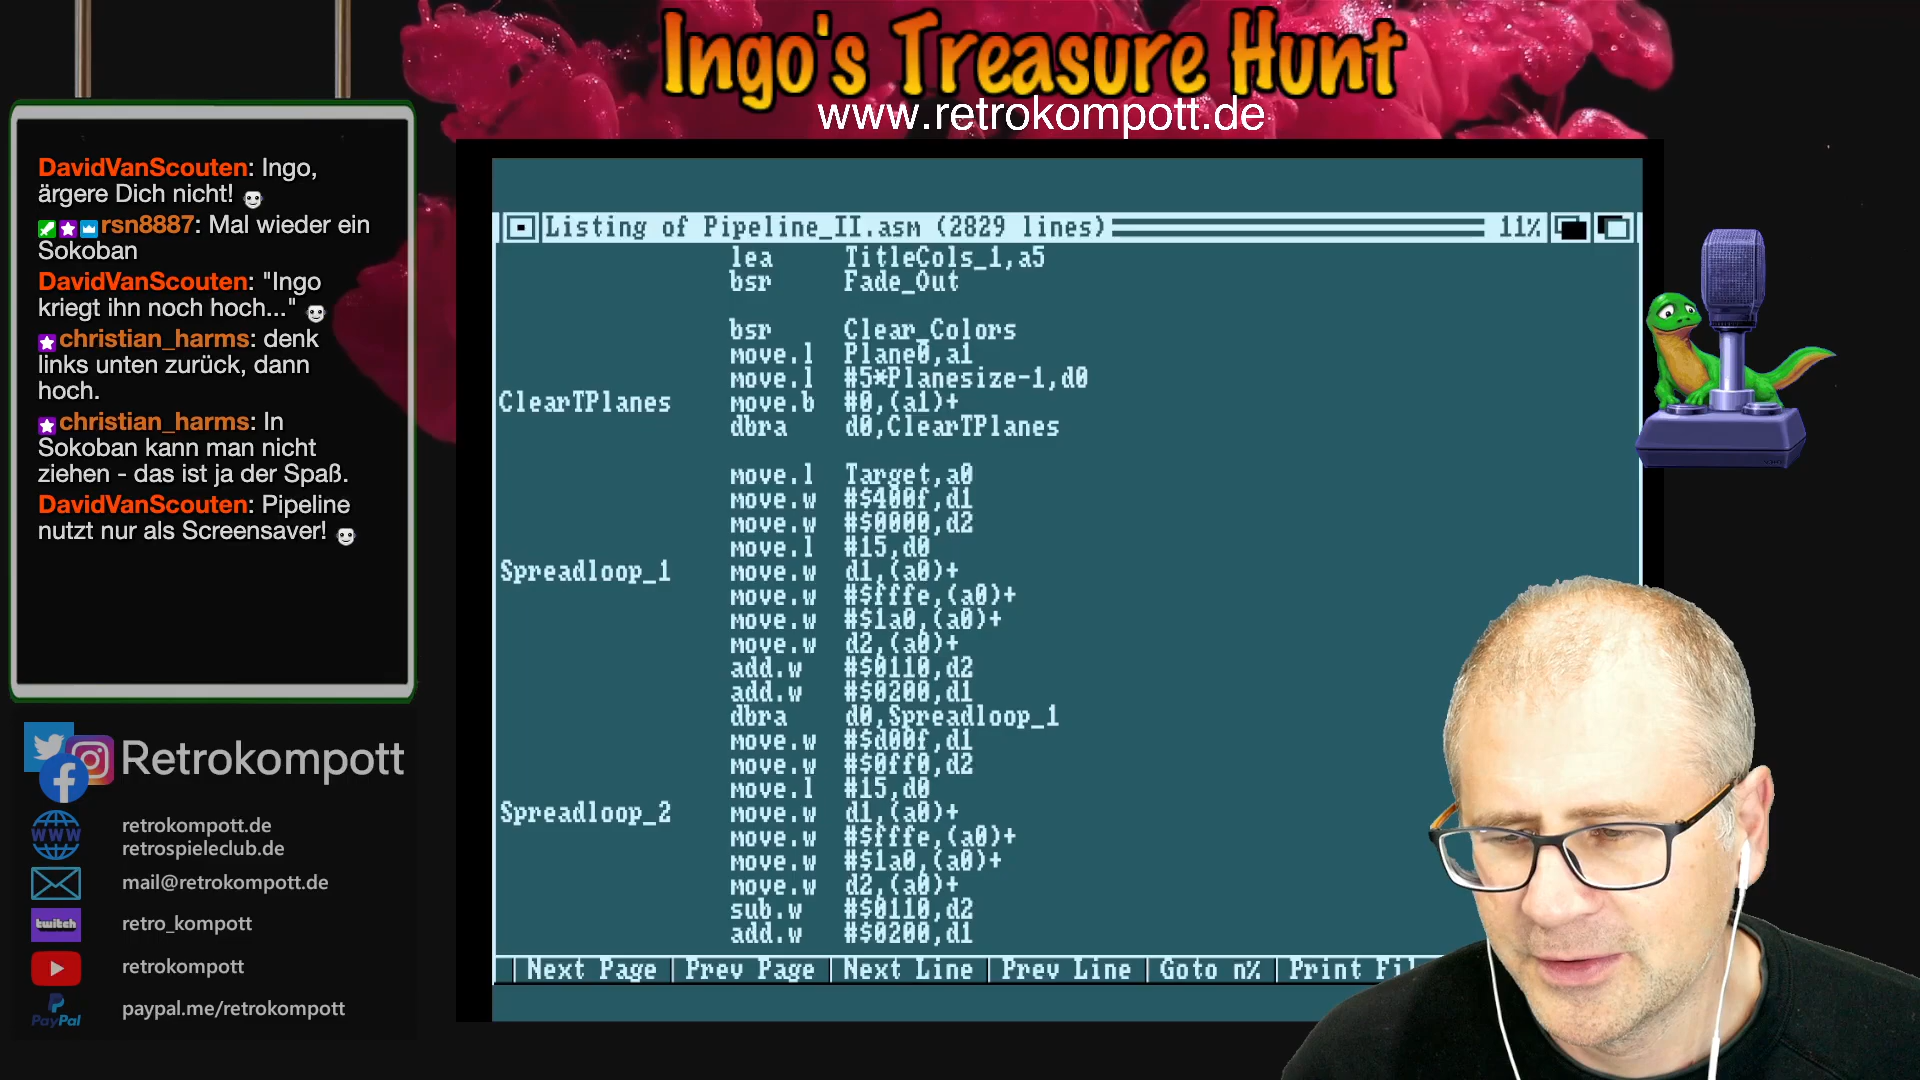 Ingo's Treasure Hunt
www.retrokompott.de
DavidVanScouten: Ingo,
ärgere Dich nicht!
rsn8887: Mal wieder ein
Sokoban
DavidVanScouten: "Ingo
kriegt ihn noch hoch..."
christian_harms: denk
links unten zurück, dann
hoch.
christian_harms: In
Sokoban kann man nicht
ziehen - das ist ja der Spaß.
DavidVanScouten: Pipeline
nutzt nur als Screensaver!
Retrokompott
WWW
retrokompott.de
retrospieleclub.de
mail@retrokompott.de
twitch
retro_kompott
retrokompott
PayPal
paypal.me/retrokompott
Listing of Pipeline_II.asm (2829 lines) 11%
lea TitleCols_1,a5
bsr Fade_Out
bsr Clear_Colors
move.l Plane0,a1
move.l #5*Planesize-1,d0
ClearTPlanes move.b #0,(a1)+
dbra d0,ClearTPlanes
move.l Target,a0
move.w #$400f,d1
move.w #$0000,d2
move.l #15,d0
Spreadloop_1 move.w d1,(a0)+
move.w #$fffe,(a0)+
move.w #$1a0,(a0)+
move.w d2,(a0)+
add.w #$0110,d2
add.w #$0200,d1
dbra d0,Spreadloop_1
move.w #$d00f,d1
move.w #$0ff0,d2
move.l #15,d0
Spreadloop_2 move.w d1,(a0)+
move.w #$fffe,(a0)+
move.w #$1a0,(a0)+
move.w d2,(a0)+
sub.w #$0110,d2
add.w #$0200,d1
Next Page Prev Page Next Line Prev Line Goto n% Print Fil